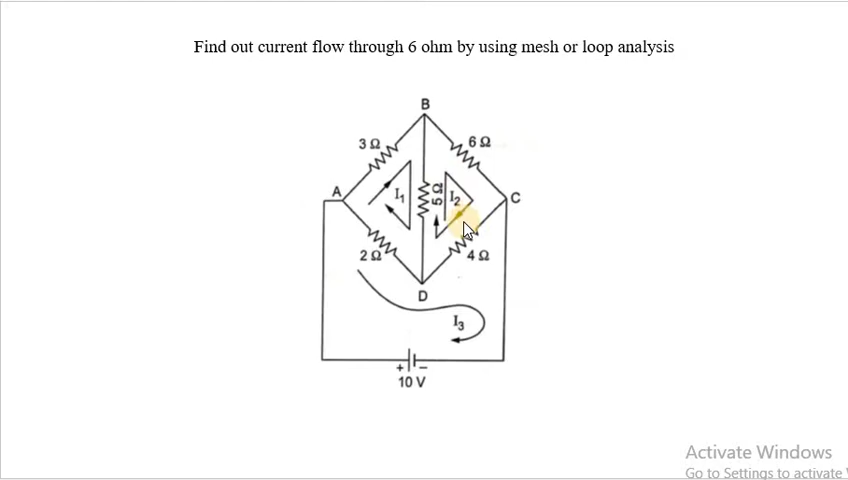 Find out current flow through 6 ohm by using mesh or loop analysis
B
3 Ω
6 Ω
A
I₁
5 Ω
I₂
C
2 Ω
4 Ω
D
I₃
+ −
10 V
Activate Windows
Go to Settings to activate